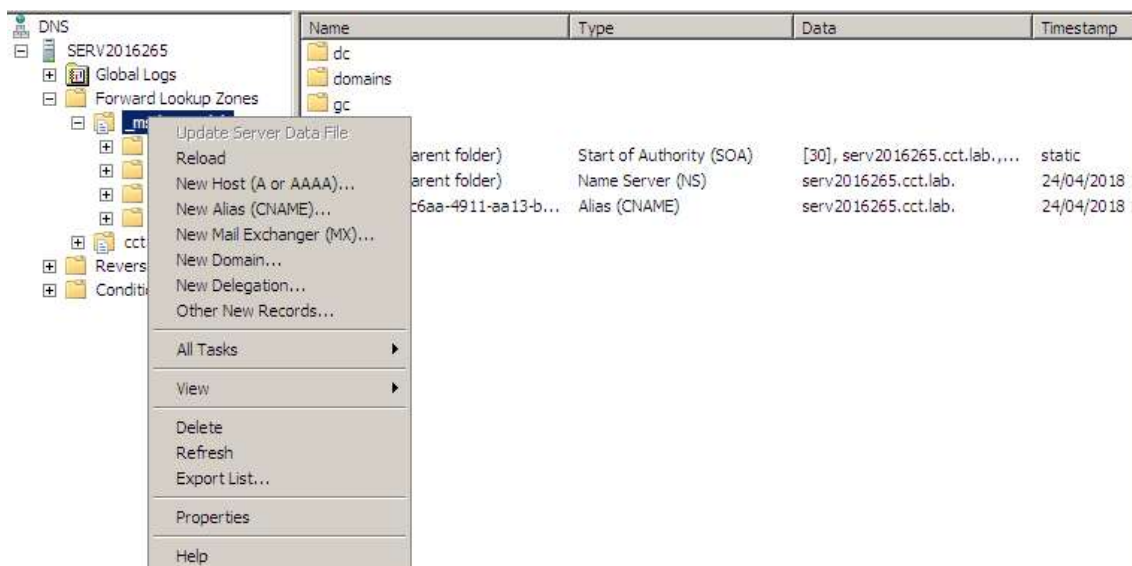 DNS
SERV2016265
Global Logs
Forward Lookup Zones
cct
Revers
Conditi
Name Type Data Timestamp
dc
domains
gc
arent folder) Start of Authority (SOA) [30], serv2016265.cct.lab.,... static
arent folder) Name Server (NS) serv2016265.cct.lab. 24/04/2018
c6aa-4911-aa13-b... Alias (CNAME) serv2016265.cct.lab. 24/04/2018
Update Server Data File
Reload
New Host (A or AAAA)...
New Alias (CNAME)...
New Mail Exchanger (MX)...
New Domain...
New Delegation...
Other New Records...
All Tasks
View
Delete
Refresh
Export List...
Properties
Help